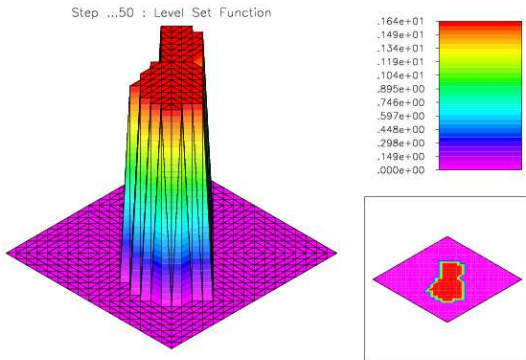 Step ...50 : Level Set Function
.164e+01
.149e+01
.134e+01
.119e+01
.104e+01
.895e+00
.746e+00
.597e+00
.448e+00
.298e+00
.149e+00
.000e+00